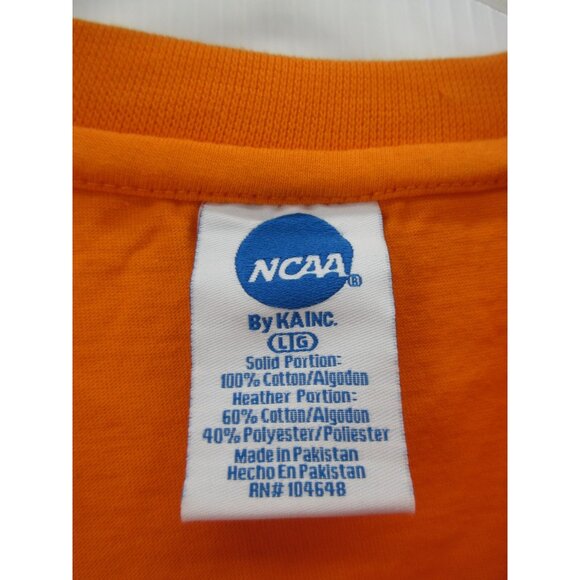 NCAA®
By KA INC.
L G
Solid Portion:
100% Cotton/Algodon
Heather Portion:
60% Cotton/Algodon
40% Polyester/Poliester
Made in Pakistan
Hecho En Pakistan
RN# 104648